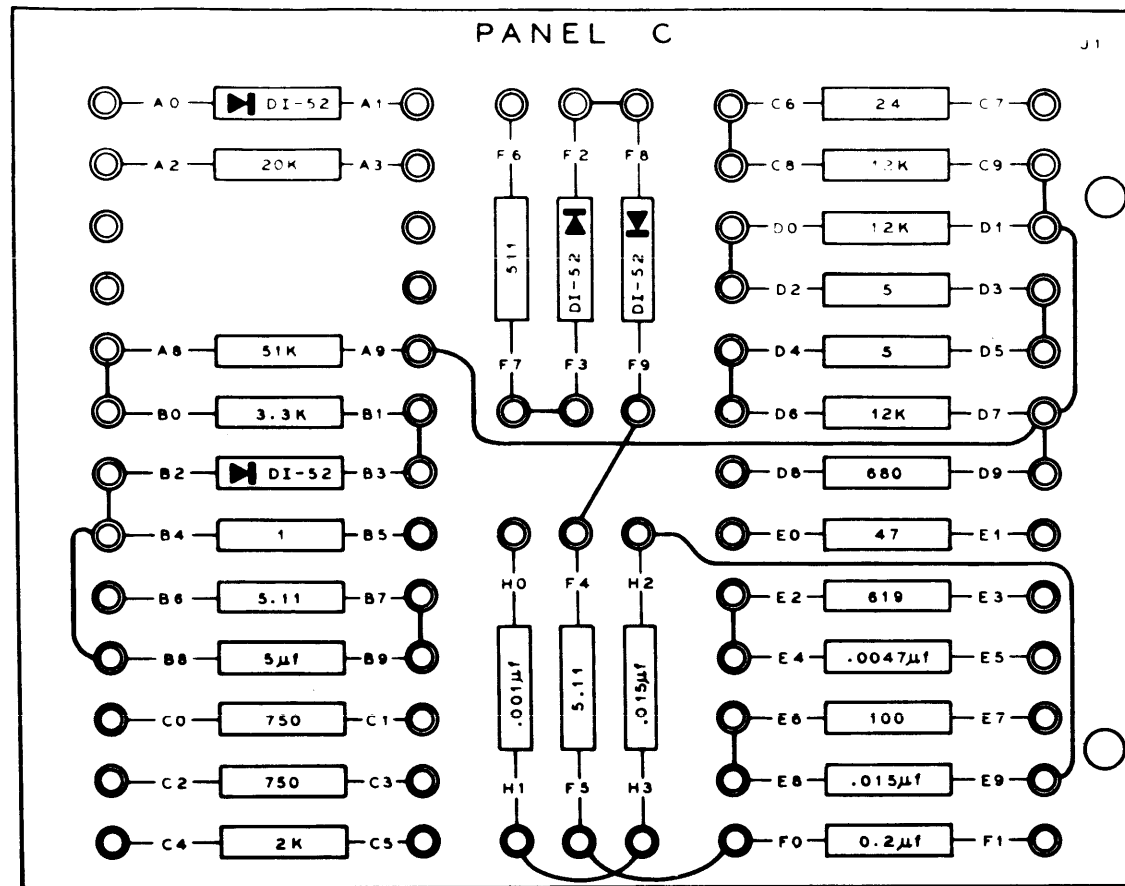 PANEL C
J1
A0 DI-52 A1
A2 20K A3
A8 51K A9
B0 3.3K B1
B2 DI-52 B3
B4 1 B5
B6 5.11 B7
B8 5µf B9
C0 750 C1
C2 750 C3
C4 2K C5
F6 511 F7
F2 DI-52 F3
F8 DI-52 F9
H0 .001µf H1
F4 5.11 F5
H2 .015µf H3
C6 24 C7
C8 12K C9
D0 12K D1
D2 5 D3
D4 5 D5
D6 12K D7
D8 680 D9
E0 47 E1
E2 619 E3
E4 .0047µf E5
E6 100 E7
E8 .015µf E9
F0 0.2µf F1